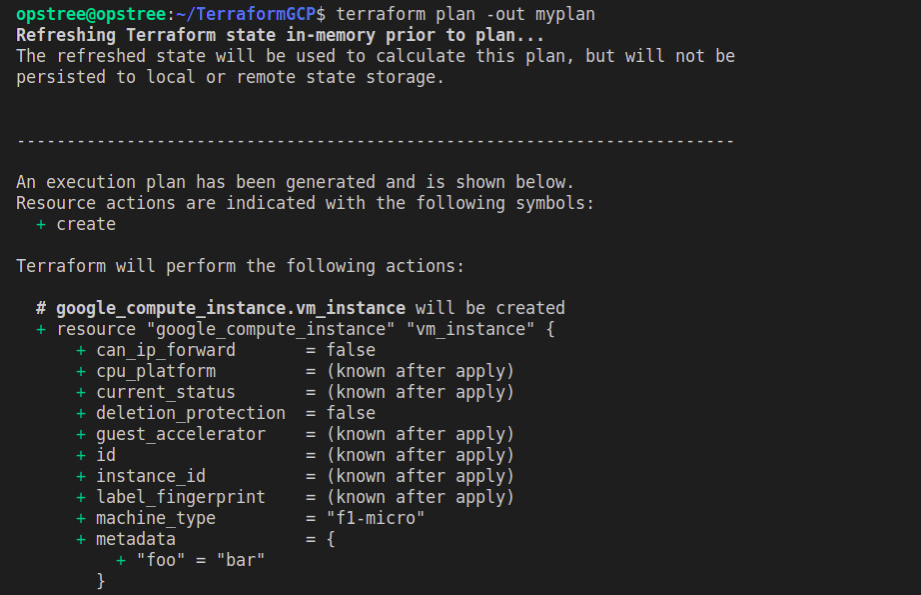 opstree@opstree:~/TerraformGCP$ terraform plan -out myplan
Refreshing Terraform state in-memory prior to plan...
The refreshed state will be used to calculate this plan, but will not be
persisted to local or remote state storage.
------------------------------------------------------------------------
An execution plan has been generated and is shown below.
Resource actions are indicated with the following symbols:
  + create
Terraform will perform the following actions:
  # google_compute_instance.vm_instance will be created
  + resource "google_compute_instance" "vm_instance" {
      + can_ip_forward       = false
      + cpu_platform         = (known after apply)
      + current_status       = (known after apply)
      + deletion_protection  = false
      + guest_accelerator    = (known after apply)
      + id                   = (known after apply)
      + instance_id          = (known after apply)
      + label_fingerprint    = (known after apply)
      + machine_type         = "f1-micro"
      + metadata             = {
          + "foo" = "bar"
        }